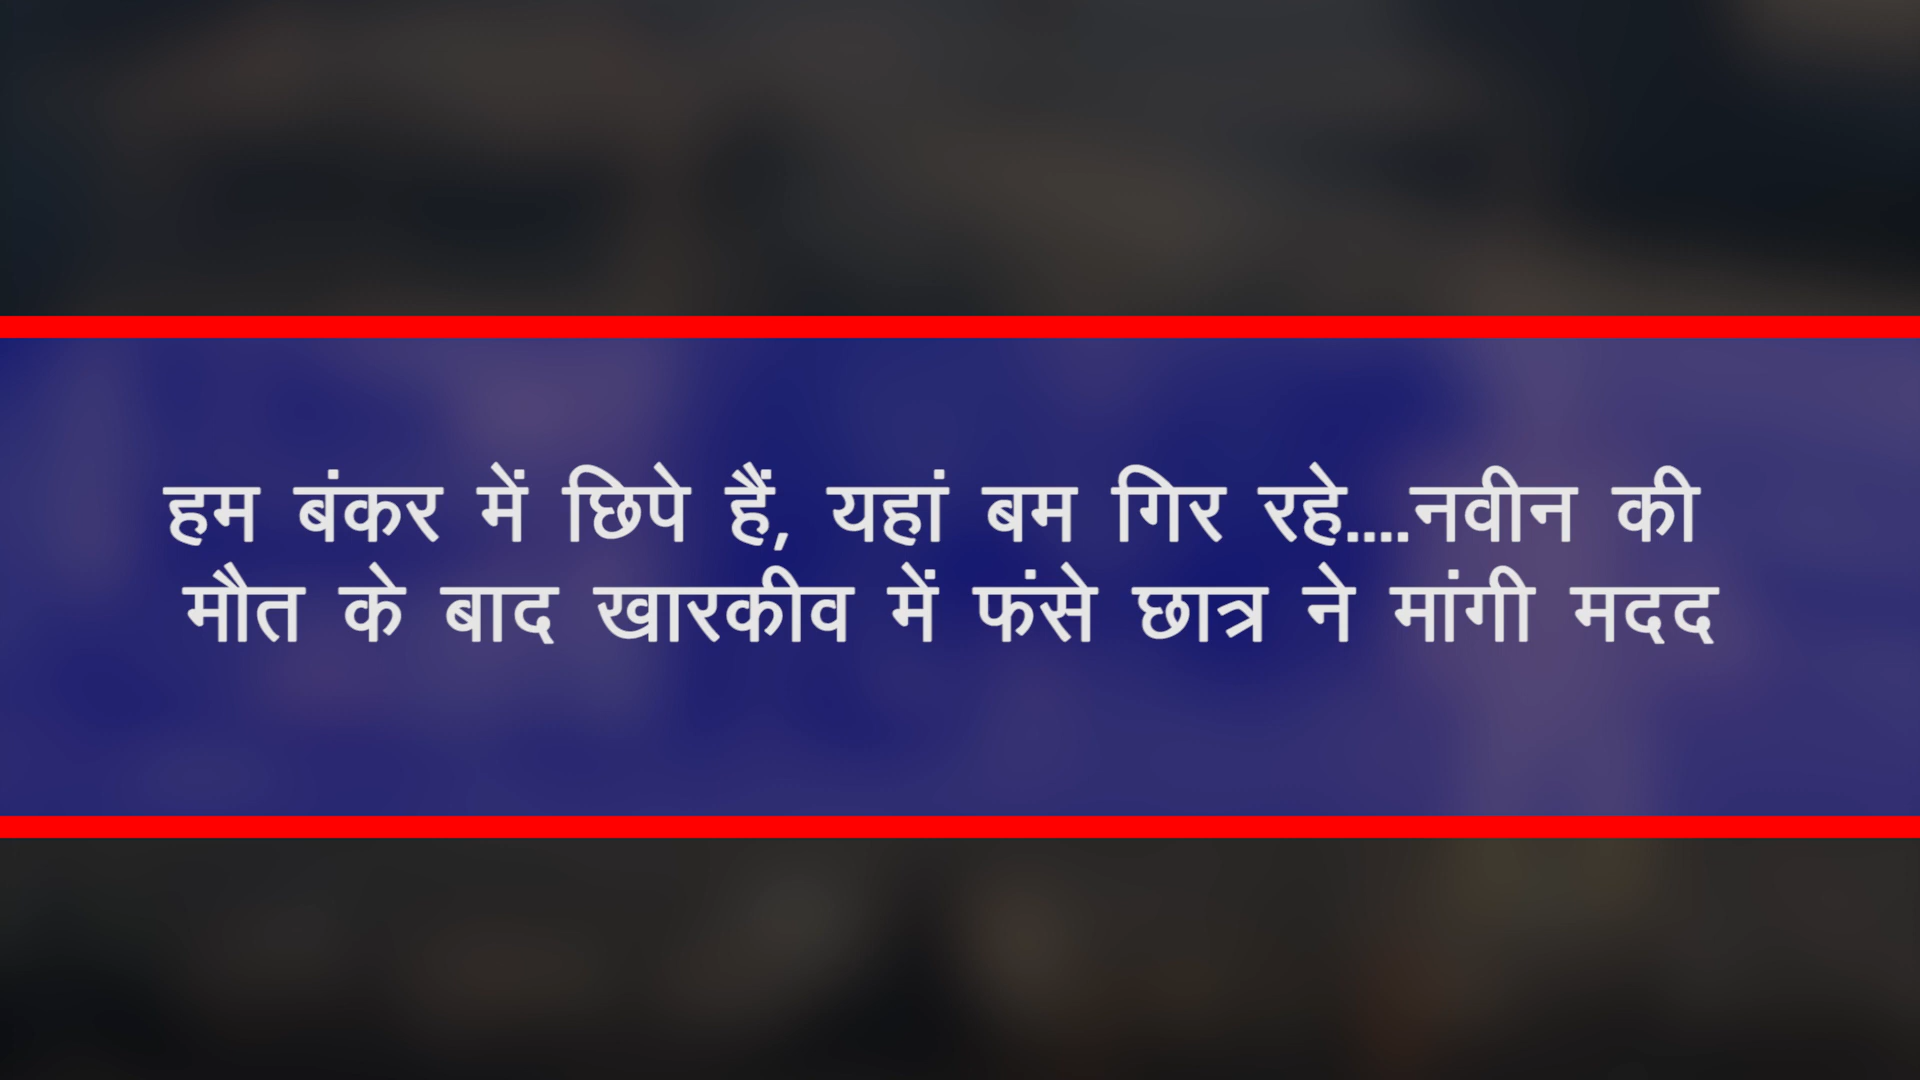 हम बंकर में छिपे हैं, यहां बम गिर रहे....नवीन की
मौत के बाद खारकीव में फंसे छात्र ने मांगी मदद